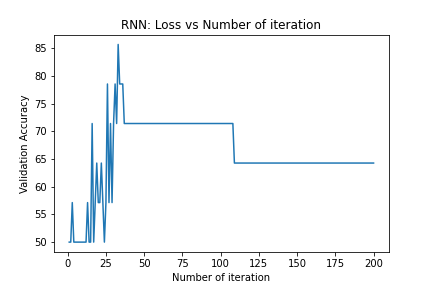 RNN: Loss vs Number of iteration
Validation Accuracy
85
80
75
70
65
60
55
50
0 25 50 75 100 125 150 175 200
Number of iteration